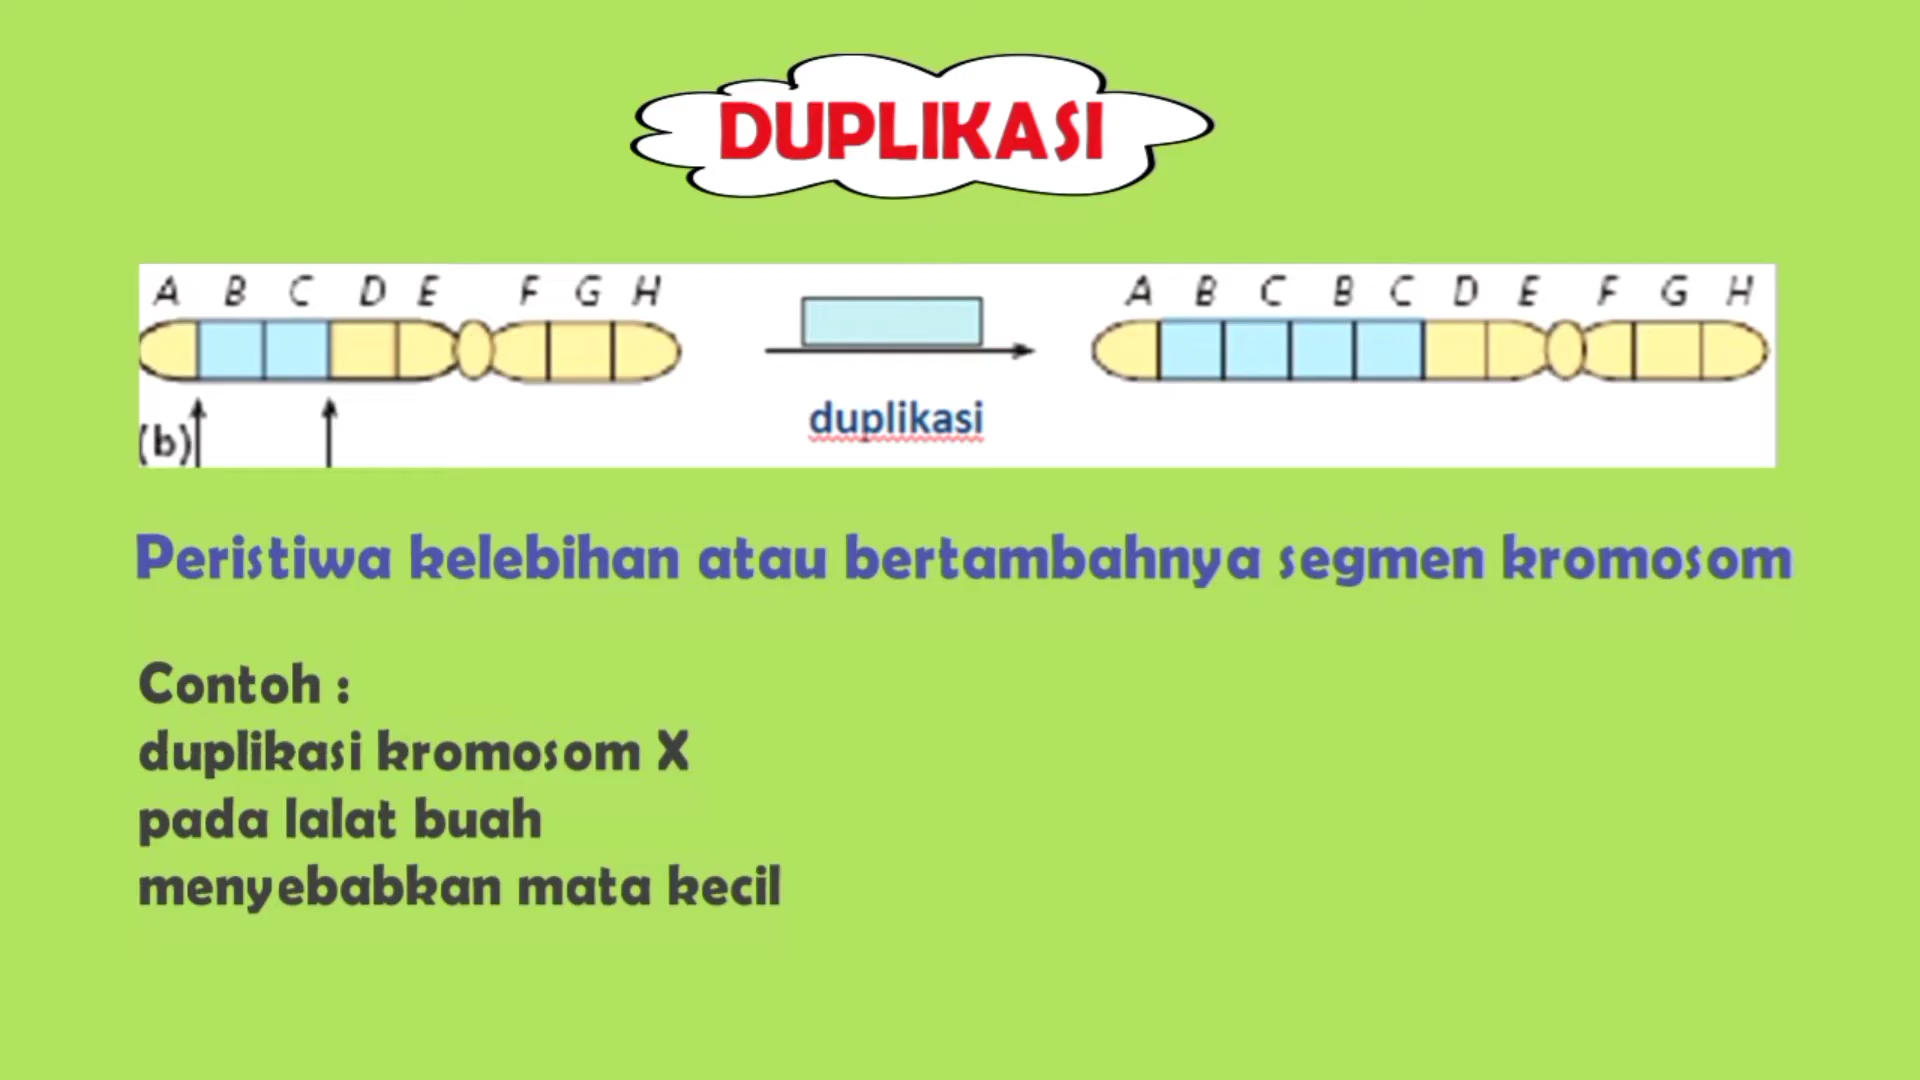 DUPLIKASI
A B C D E F G H
A B C B C D E F G H
duplikasi
(b)
Peristiwa kelebihan atau bertambahnya segmen kromosom
Contoh :
duplikasi kromosom X
pada lalat buah
menyebabkan mata kecil